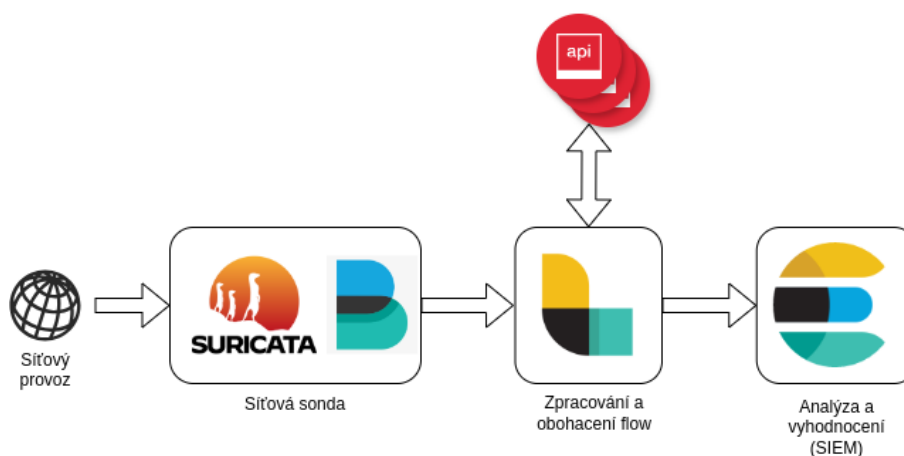 api
SURICATA
Síťový
provoz
Síťová sonda
Zpracování a
obohacení flow
Analýza a
vyhodnocení
(SIEM)